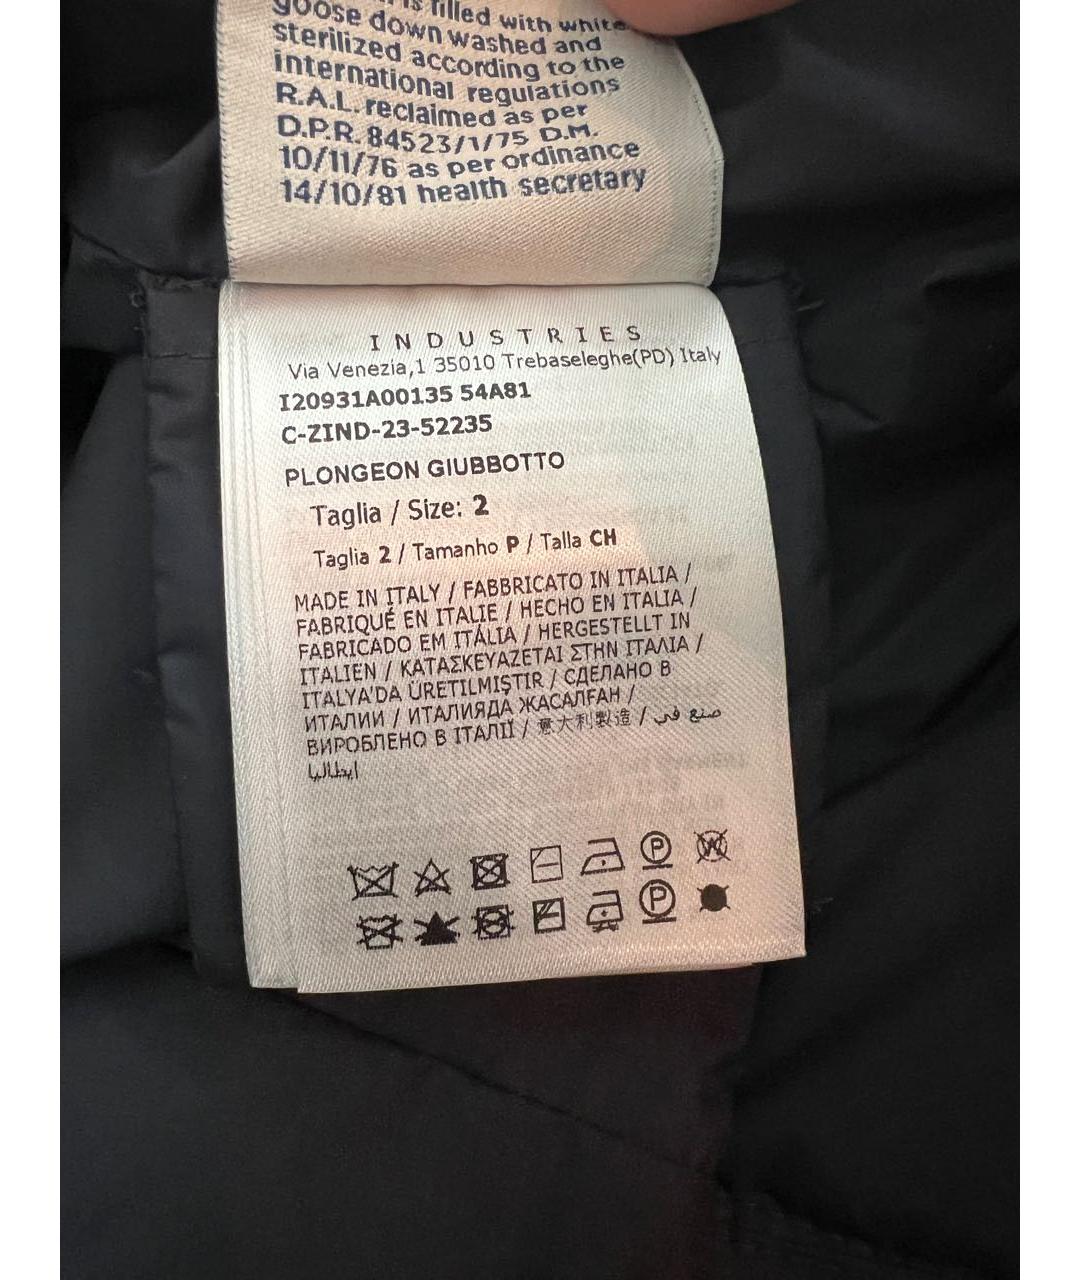 is filled with white
goose down washed and
sterilized according to the
international regulations
R.A.L. reclaimed as per
D.P.R. 84523/1/75 D.M.
10/11/76 as per ordinance
14/10/81 health secretary
INDUSTRIES
Via Venezia,1 35010 Trebaseleghe(PD) Italy
I20931A00135 54A81
C-ZIND-23-52235
PLONGEON GIUBBOTTO
Taglia / Size: 2
Taglia 2 / Tamanho P / Talla CH
MADE IN ITALY / FABBRICATO IN ITALIA /
FABRIQUÉ EN ITALIE / HECHO EN ITALIA /
FABRICADO EM ITÁLIA / HERGESTELLT IN
ITALIEN / ΚΑΤΑΣΚΕΥΑΖΕΤΑΙ ΣΤΗΝ ΙΤΑΛΙΑ /
ITALYA'DA ÜRETILMIŞTIR / СДЕЛАНО В
ИТАЛИИ / ИТАЛИЯДА ЖАСАЛҒАН /
ВИРОБЛЕНО В ІТАЛІЇ / 意大利製造 / صنع في
ايطاليا
P W
P